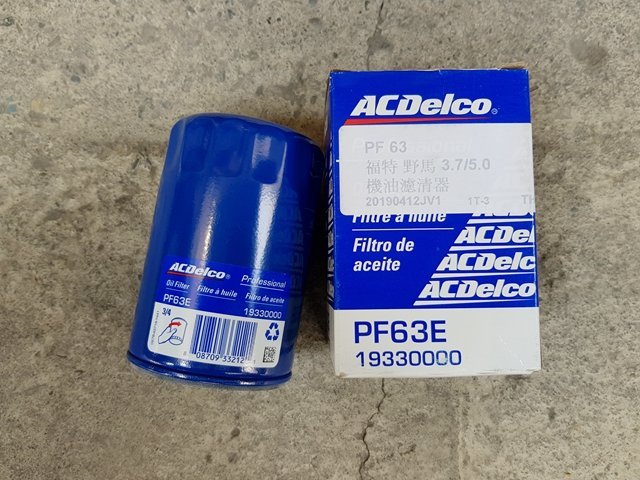 ACDelco
PF 63
福特 野馬 3.7/5.0
機油濾清器
20190412JV1 1T-3
Filtre à huile
Filtro de
aceite
ACDelco
ACDelco
ACDelco
ACDelco
PF63E
19330000
ACDelco Professional
Oil Filter Filtre à huile Filtro de aceite
PF63E 19330000
3/4